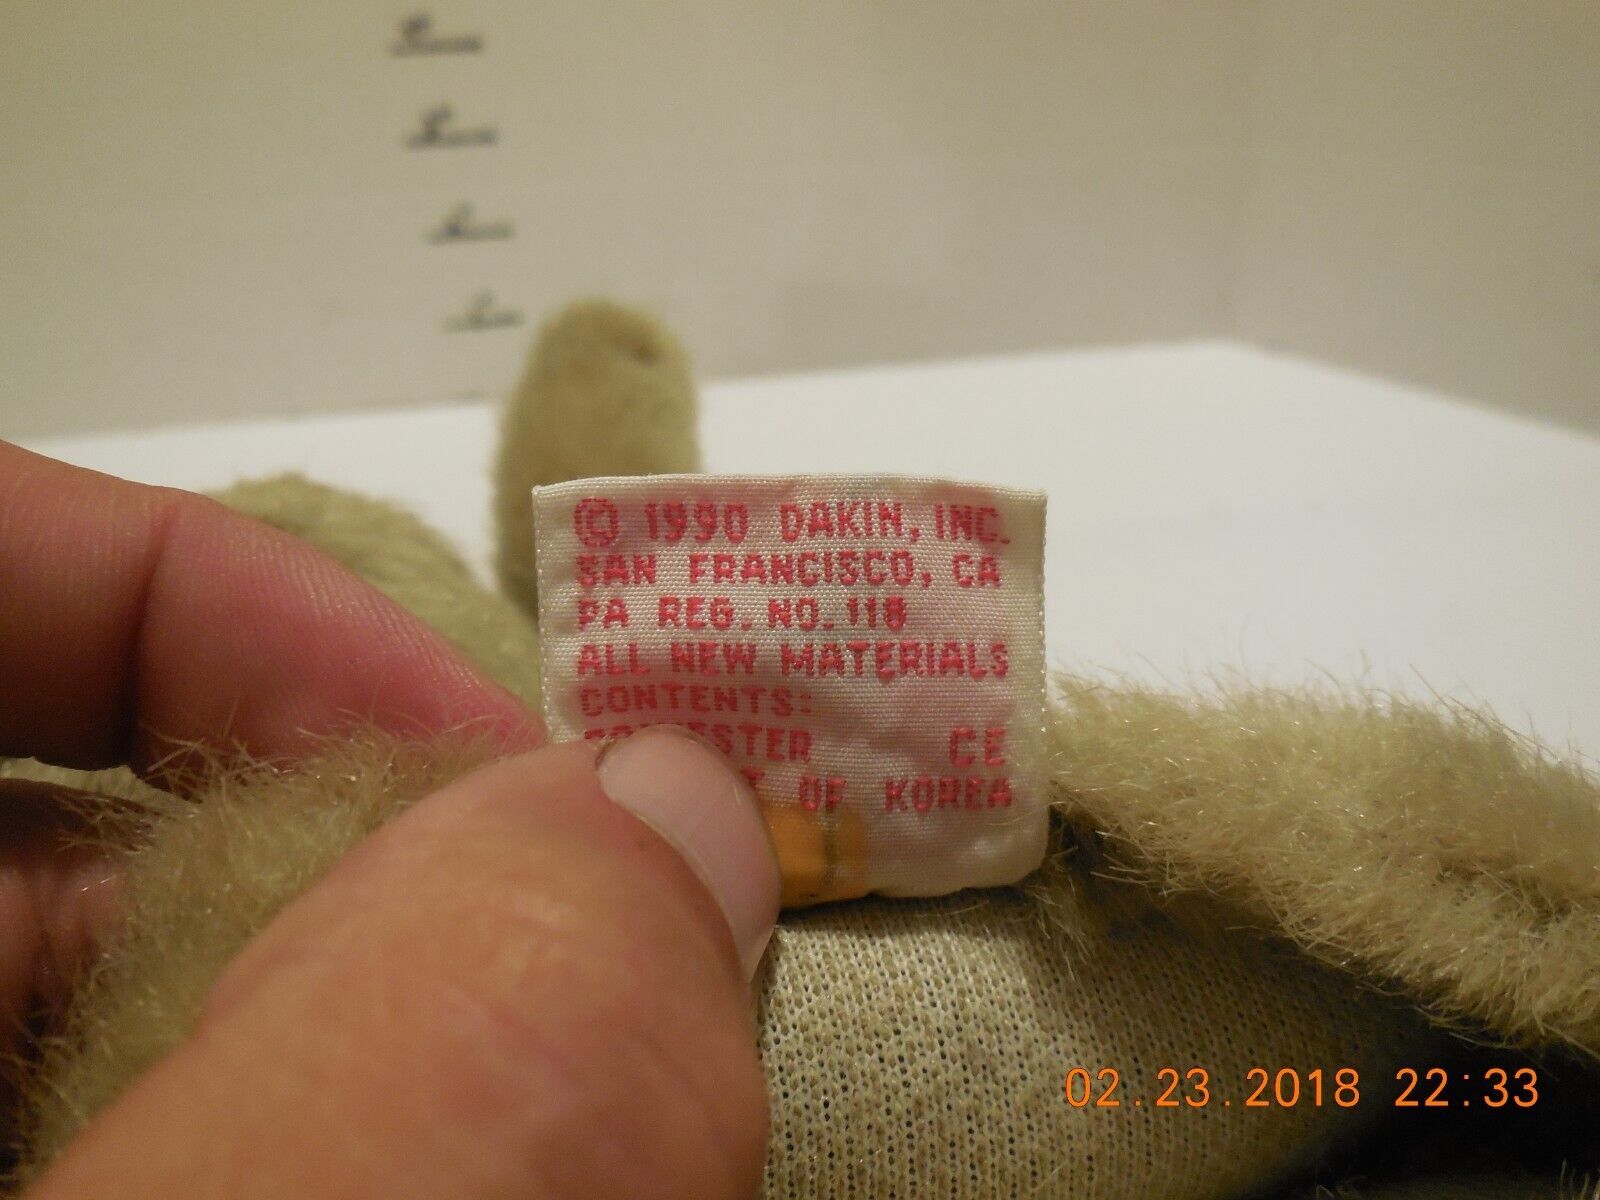 © 1990 DAKIN, INC.
SAN FRANCISCO, CA
PA REG. NO. 118
ALL NEW MATERIALS
CONTENTS:
POLYESTER CE
OF KOREA
02.23.2018 22:33